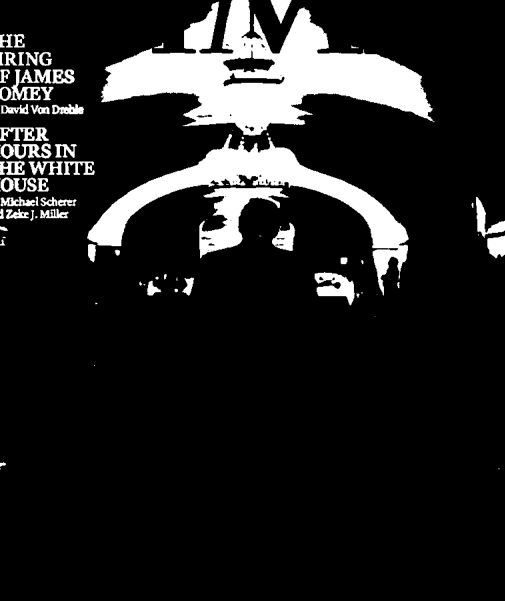 HE
IRING
F JAMES
OMEY
David Von Drehle
FTER
OURS IN
HE WHITE
OUSE
Michael Scherer
d Zeke J. Miller